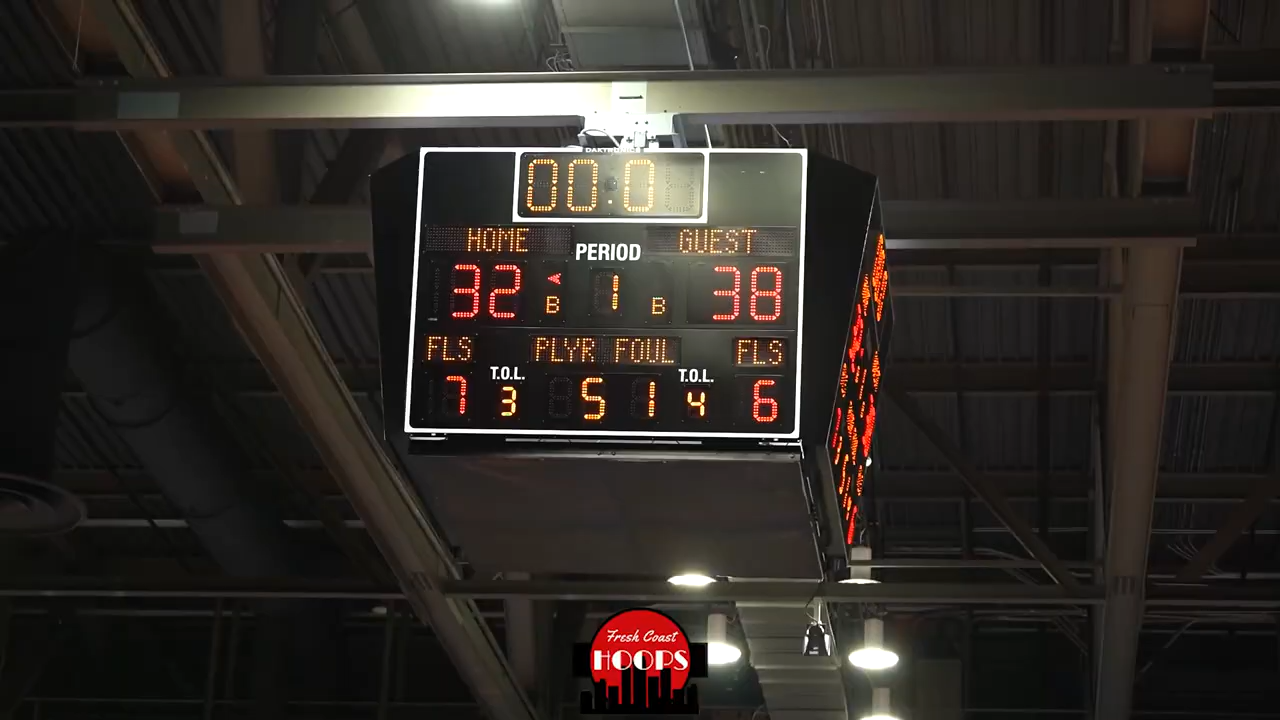 DAKTRONICS
00.0
HOME PERIOD GUEST
32 B 1 B 38
FLS PLYR FOUL FLS
T.O.L. T.O.L.
7 3 5 1 4 6
Fresh Coast
HOOPS